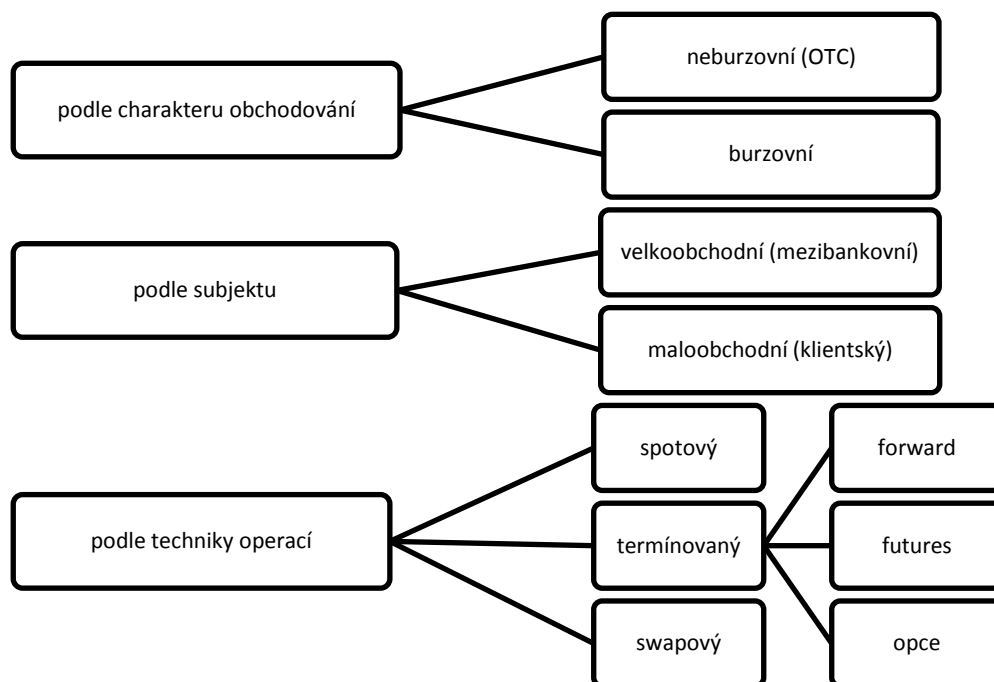 podle charakteru obchodování
neburzovní (OTC)
burzovní
podle subjektu
velkoobchodní (mezibankovní)
maloobchodní (klientský)
podle techniky operací
spotový
termínovaný
forward
futures
opce
swapový